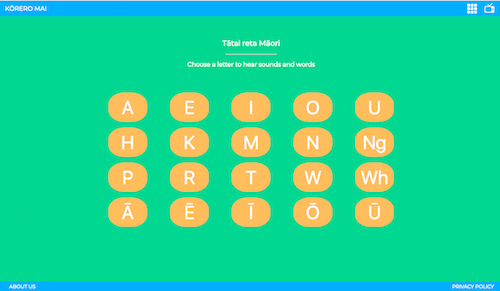 KŌRERO MAI
Tātai reta Māori
Choose a letter to hear sounds and words
A E I O U
H K M N Ng
P R T W Wh
Ā Ē Ī Ō Ū
ABOUT US PRIVACY POLICY